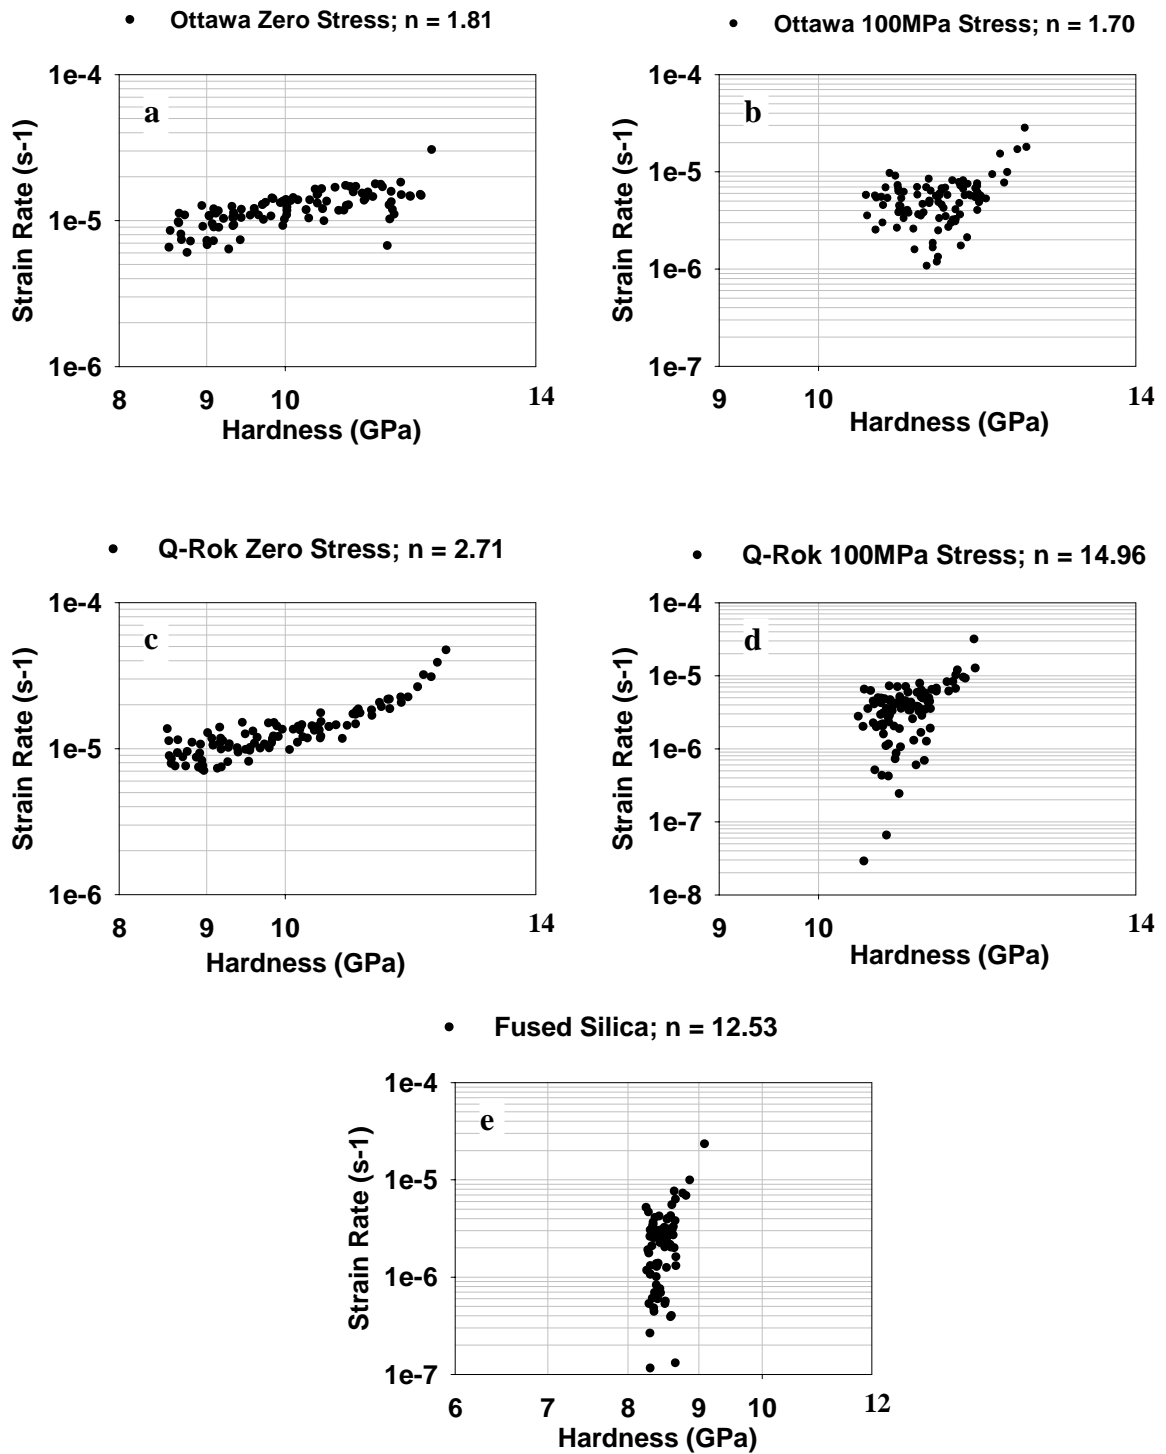 Ottawa Zero Stress; n = 1.81
1e-4
a
1e-5
1e-6
Strain Rate (s-1)
8 9 10 14
Hardness (GPa)
Ottawa 100MPa Stress; n = 1.70
1e-4
b
1e-5
1e-6
1e-7
Strain Rate (s-1)
9 10 14
Hardness (GPa)
Q-Rok Zero Stress; n = 2.71
1e-4
c
1e-5
1e-6
Strain Rate (s-1)
8 9 10 14
Hardness (GPa)
Q-Rok 100MPa Stress; n = 14.96
1e-4
d
1e-5
1e-6
1e-7
1e-8
Strain Rate (s-1)
9 10 14
Hardness (GPa)
Fused Silica; n = 12.53
1e-4
e
1e-5
1e-6
1e-7
Strain Rate (s-1)
6 7 8 9 10 12
Hardness (GPa)